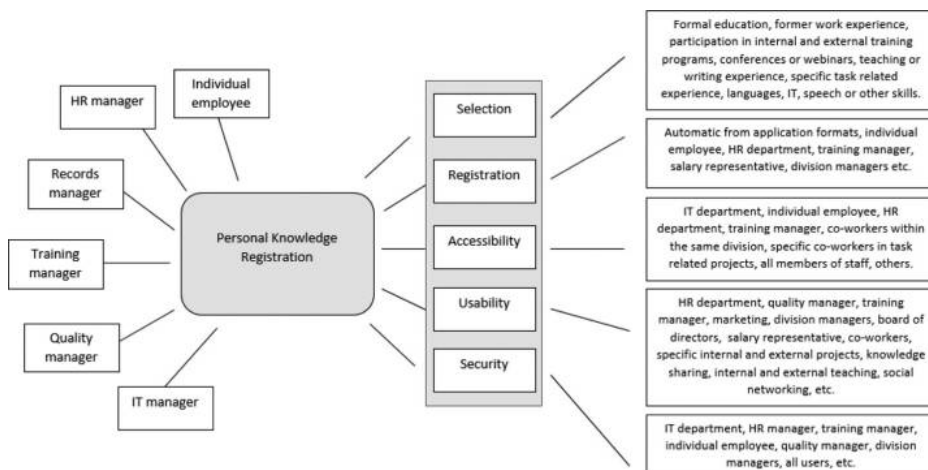 Individual
employee
HR manager
Records
manager
Training
manager
Quality
manager
IT manager
Personal Knowledge
Registration
Selection
Registration
Accessibility
Usability
Security
Formal education, former work experience,
participation in internal and external training
programs, conferences or webinars, teaching or
writing experience, specific task related
experience, languages, IT, speech or other skills.
Automatic from application formats, individual
employee, HR department, training manager,
salary representative, division managers etc.
IT department, individual employee, HR
department, training manager, co-workers within
the same division, specific co-workers in task
related projects, all members of staff, others.
HR department, quality manager, training
manager, marketing, division managers, board of
directors, salary representative, co-workers,
specific internal and external projects, knowledge
sharing, internal and external teaching, social
networking, etc.
IT department, HR manager, training manager,
individual employee, quality manager, division
managers, all users, etc.